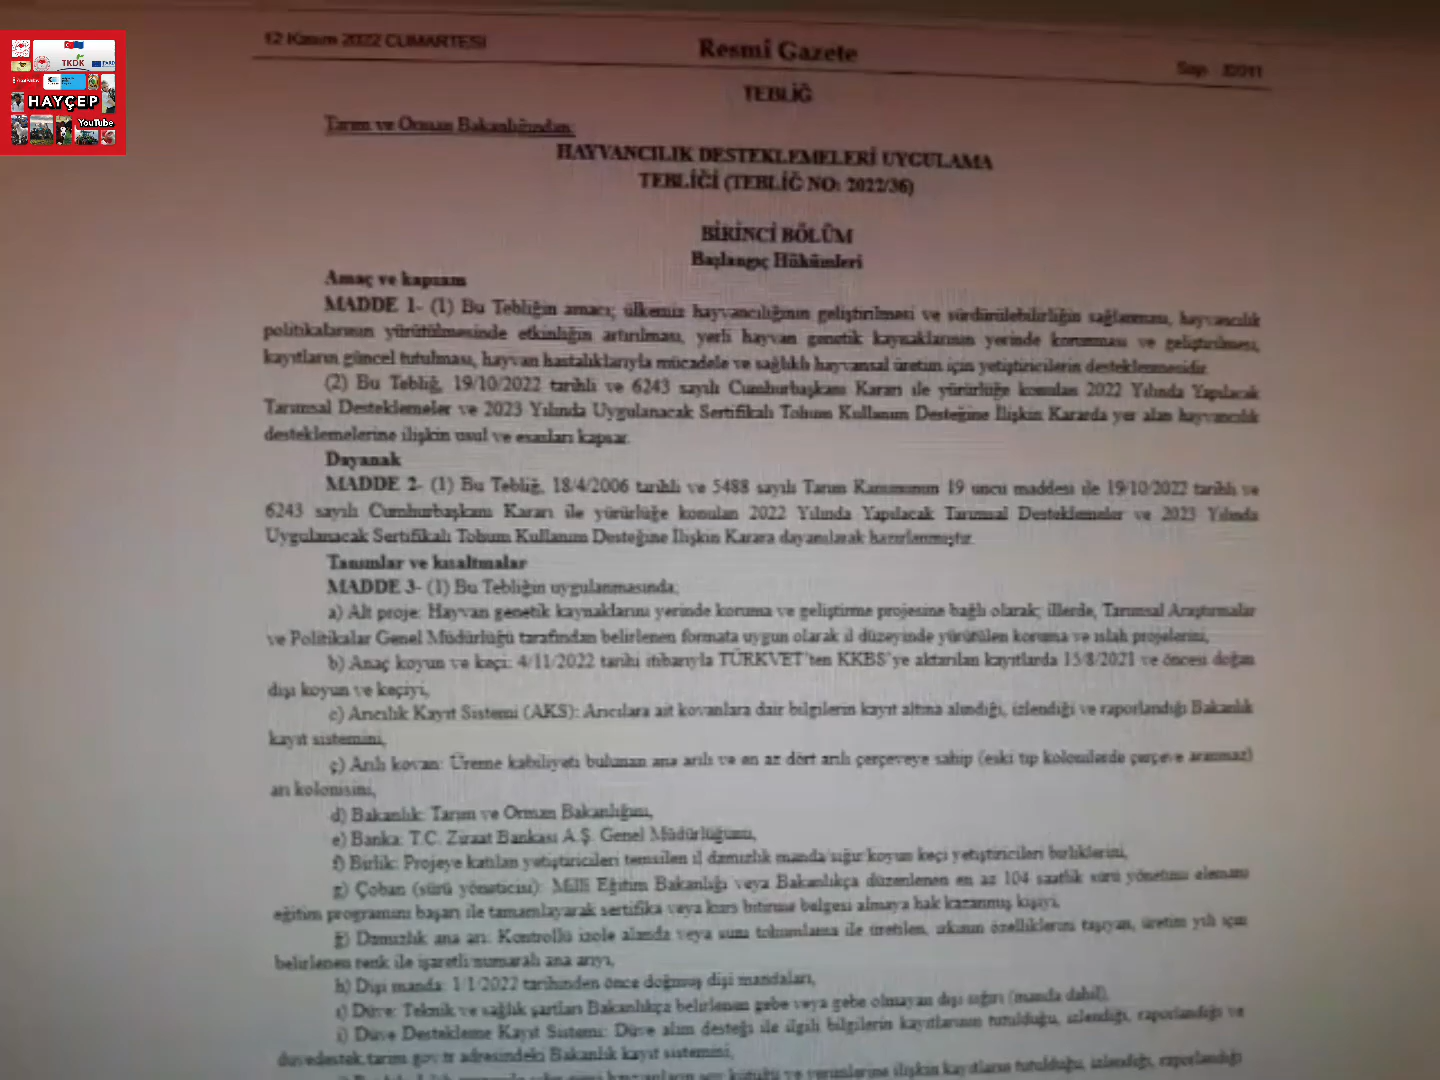 12 Kasım 2022 CUMARTESİ
Resmî Gazete
TKDK
HAYÇEP
YouTube
TEBLİĞ
Tarım ve Orman Bakanlığından:
HAYVANCILIK DESTEKLEMELERİ UYGULAMA
TEBLİĞİ (TEBLİĞ NO: 2022/36)
BİRİNCİ BÖLÜM
Başlangıç Hükümleri
Amaç ve kapsam
MADDE 1- (1) Bu Tebliğin amacı; ülkemiz hayvancılığının geliştirilmesi ve sürdürülebilirliğin sağlanması, hayvancılık
politikalarının yürütülmesinde etkinliğin artırılması, yerli hayvan genetik kaynaklarının yerinde korunması ve geliştirilmesi,
kayıtların güncel tutulması, hayvan hastalıklarıyla mücadele ve sağlıklı hayvansal üretim için yetiştiricilerin desteklenmesidir.
(2) Bu Tebliğ, 19/10/2022 tarihli ve 6243 sayılı Cumhurbaşkanı Kararı ile yürürlüğe konulan 2022 Yılında Yapılacak
Tarımsal Desteklemeler ve 2023 Yılında Uygulanacak Sertifikalı Tohum Kullanım Desteğine İlişkin Kararda yer alan hayvancılık
desteklemelerine ilişkin usul ve esasları kapsar.
Dayanak
MADDE 2- (1) Bu Tebliğ, 18/4/2006 tarihli ve 5488 sayılı Tarım Kanununun 19 uncu maddesi ile 19/10/2022 tarihli ve
6243 sayılı Cumhurbaşkanı Kararı ile yürürlüğe konulan 2022 Yılında Yapılacak Tarımsal Desteklemeler ve 2023 Yılında
Uygulanacak Sertifikalı Tohum Kullanım Desteğine İlişkin Karara dayanılarak hazırlanmıştır.
Tanımlar ve kısaltmalar
MADDE 3- (1) Bu Tebliğin uygulanmasında;
a) Alt proje: Hayvan genetik kaynaklarını yerinde koruma ve geliştirme projesine bağlı olarak; illerde, Tarımsal Araştırmalar
ve Politikalar Genel Müdürlüğü tarafından belirlenen formata uygun olarak il düzeyinde yürütülen koruma ve ıslah projelerini,
b) Anaç koyun ve keçi: 4/11/2022 tarihi itibarıyla TÜRKVET'ten KKBS'ye aktarılan kayıtlarda 15/8/2021 ve öncesi doğan
dişi koyun ve keçiyi,
c) Arıcılık Kayıt Sistemi (AKS): Arıcılara ait kovanlara dair bilgilerin kayıt altına alındığı, izlendiği ve raporlandığı Bakanlık
kayıt sistemini,
ç) Arılı kovan: Üreme kabiliyeti bulunan ana arılı ve en az dört arılı çerçeveye sahip (eski tip kolonilerde çerçeve aranmaz)
arı kolonisini,
d) Bakanlık: Tarım ve Orman Bakanlığını,
e) Banka: T.C. Ziraat Bankası A.Ş. Genel Müdürlüğünü,
f) Birlik: Projeye katılan yetiştiricileri temsilen il damızlık manda/sığır/koyun keçi yetiştiricileri birliklerini,
g) Çoban (sürü yöneticisi): Milli Eğitim Bakanlığı veya Bakanlıkça düzenlenen en az 104 saatlik sürü yönetimi elemanı
eğitim programını başarı ile tamamlayarak sertifika veya kurs bitirme belgesi almaya hak kazanmış kişiyi,
ğ) Damızlık ana arı: Kontrollü izole alanda veya suni tohumlama ile üretilen, ırkının özelliklerini taşıyan, üretim yılı için
belirlenen renk ile işaretli/numaralı ana arıyı,
h) Dişi manda: 1/1/2022 tarihinden önce doğmuş dişi mandaları,
ı) Düve: Teknik ve sağlık şartları Bakanlıkça belirlenen gebe veya gebe olmayan dişi sığırı (manda dahil),
i) Düve Destekleme Kayıt Sistemi: Düve alım desteği ile ilgili bilgilerin kayıtlarının tutulduğu, izlendiği, raporlandığı ve
duvedestek.tarim.gov.tr adresindeki Bakanlık kayıt sistemini,
kayıtların tutulduğu, izlendiği, raporlandığı